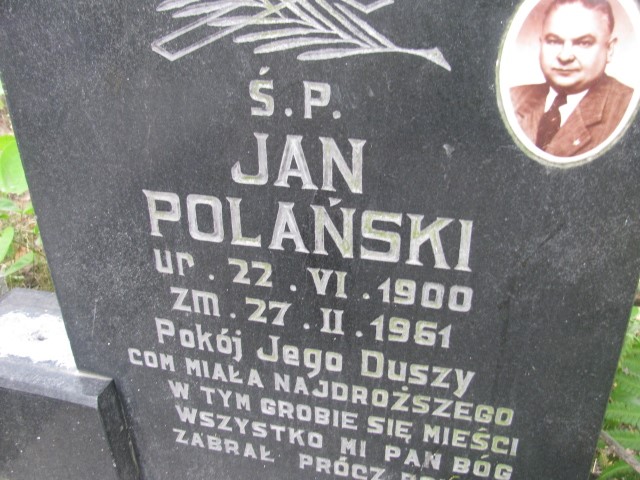 Ś.P.
JAN
POLAŃSKI
ur. 22. VI. 1900
zm. 27. II. 1961
Pokój Jego Duszy
COM MIAŁA NAJDROŻSZEGO
W TYM GROBIE SIĘ MIEŚCI
WSZYSTKO MI PAN BÓG
ZABRAŁ PRÓCZ